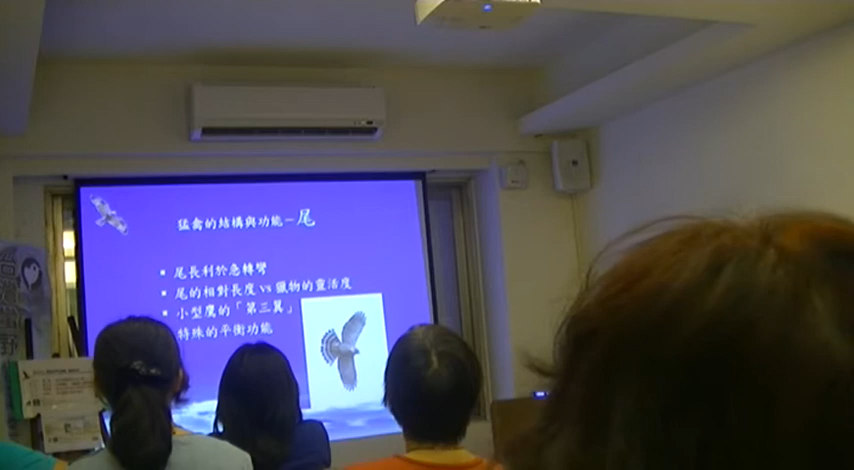 猛禽的結構與功能－尾
▪ 尾長利於急轉彎
▪ 尾的相對長度 vs 獵物的靈活度
▪ 小型鷹的「第三翼」
特殊的平衡功能